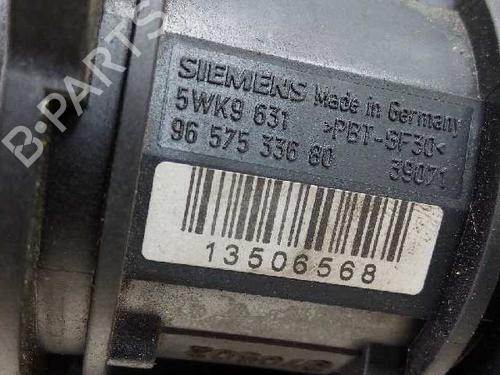 SIEMENS Made in Germany
5WK9 631 >PBT-GF30<
96 575 336 80 39071
13506568
B-PARTS